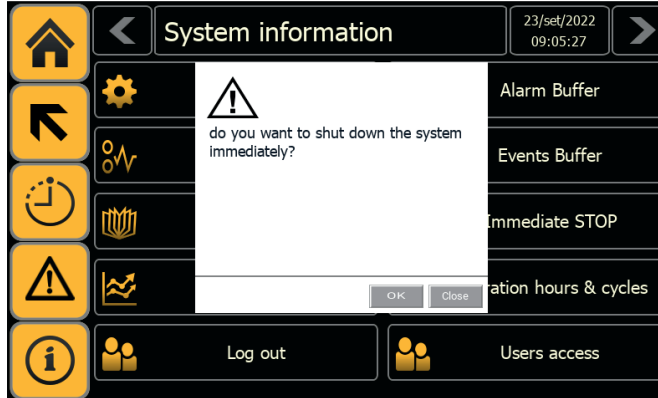 System information
23/set/2022
09:05:27
do you want to shut down the system
immediately?
OK
Close
Alarm Buffer
Events Buffer
Immediate STOP
ration hours & cycles
Log out
Users access